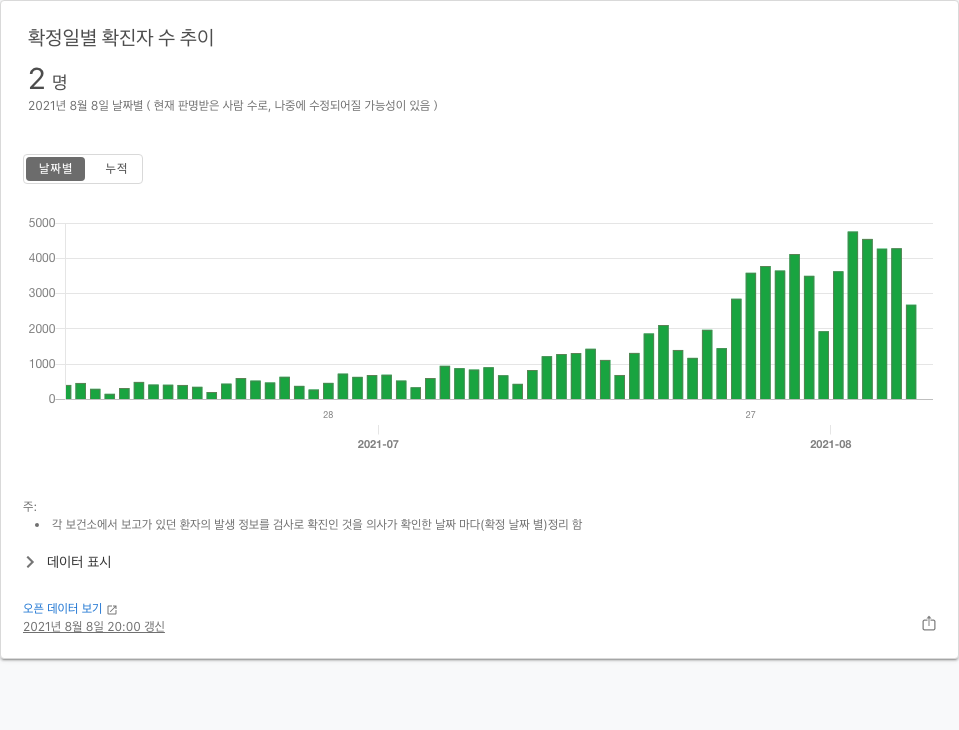 확정일별 확진자 수 추이
2 명
2021년 8월 8일 날짜별 ( 현재 판명받은 사람 수로, 나중에 수정되어질 가능성이 있음 )
날짜별 누적
5000
4000
3000
2000
1000
0
28 27
2021-07 2021-08
주:
• 각 보건소에서 보고가 있던 환자의 발생 정보를 검사로 확진인 것을 의사가 확인한 날짜 마다(확정 날짜 별)정리 함
데이터 표시
오픈 데이터 보기
2021년 8월 8일 20:00 갱신